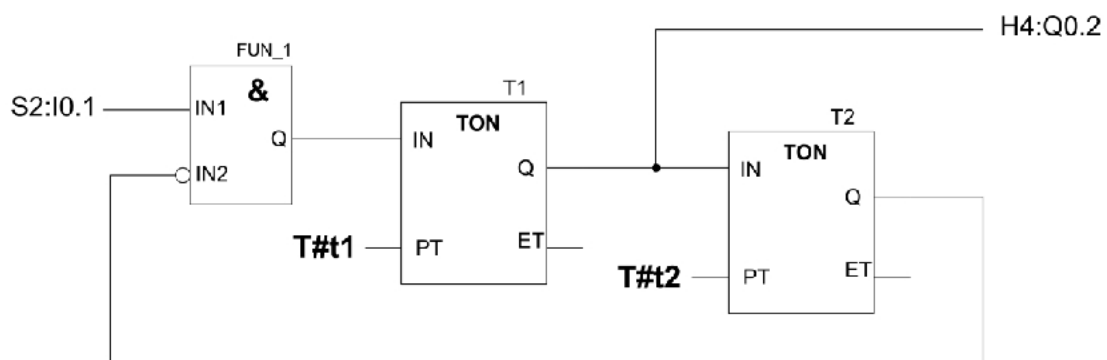 H4:Q0.2
FUN_1
&
S2:I0.1
IN1
Q
IN2
T1
TON
IN
Q
T#t1
PT
ET
T2
TON
IN
Q
T#t2
PT
ET